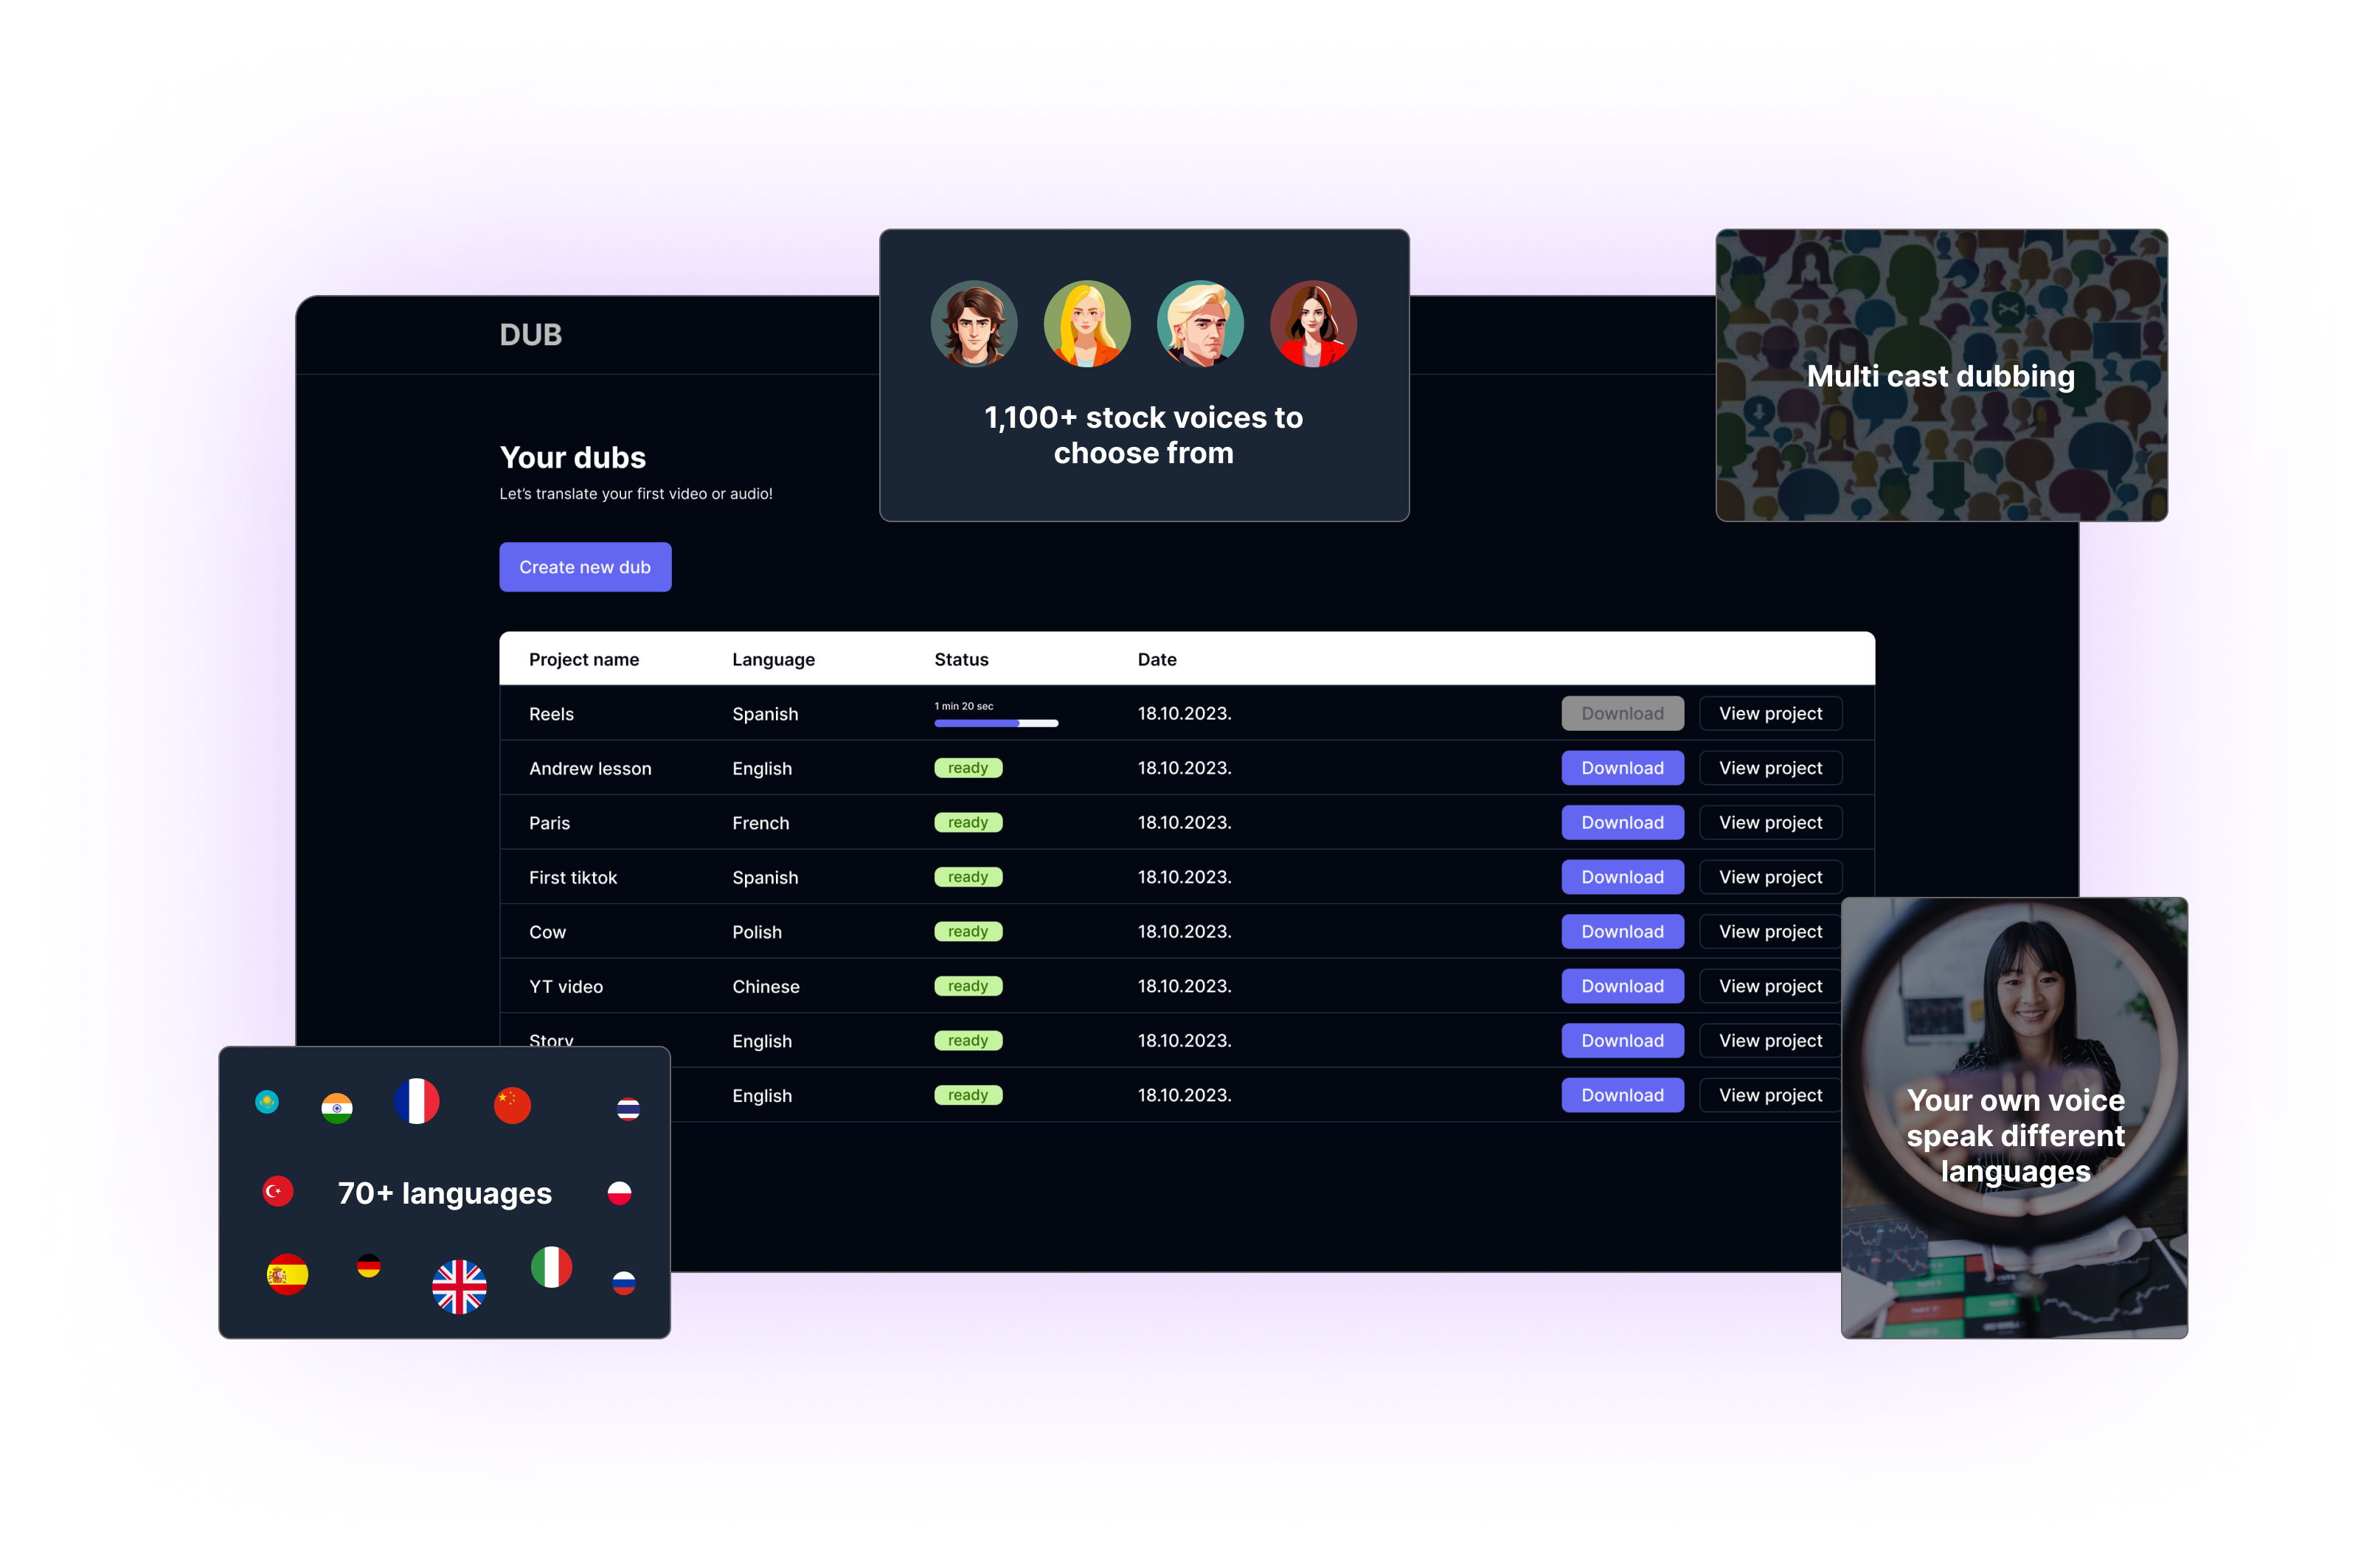 DUB
1,100+ stock voices to
choose from
Multi cast dubbing
Your dubs
Let's translate your first video or audio!
Create new dub
Project name Language Status Date
Reels Spanish 1 min 20 sec 18.10.2023. Download View project
Andrew lesson English ready 18.10.2023. Download View project
Paris French ready 18.10.2023. Download View project
First tiktok Spanish ready 18.10.2023. Download View project
Cow Polish ready 18.10.2023. Download View project
YT video Chinese ready 18.10.2023. Download View project
Story English ready 18.10.2023. Download View project
English ready 18.10.2023. Download View project
70+ languages
Your own voice
speak different
languages